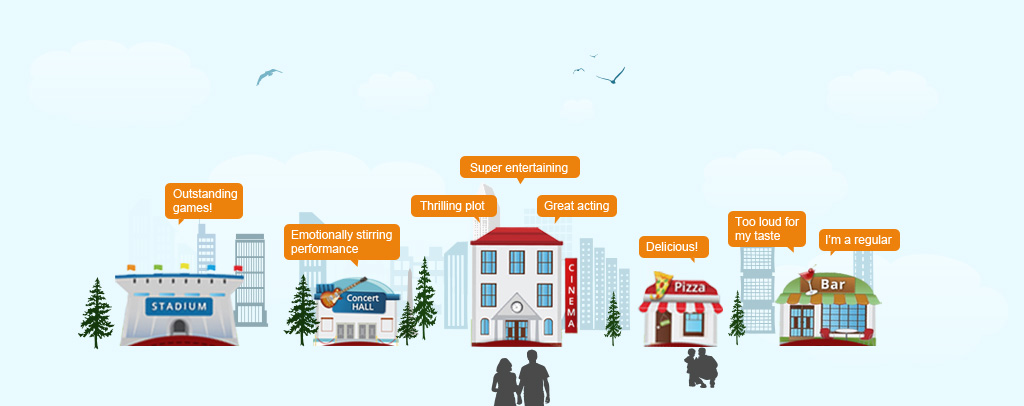 Super entertaining
Outstanding
games!
Thrilling plot
Great acting
Emotionally stirring
performance
Delicious!
Too loud for
my taste
I'm a regular
STADIUM
Concert
HALL
CINEMA
Pizza
Bar